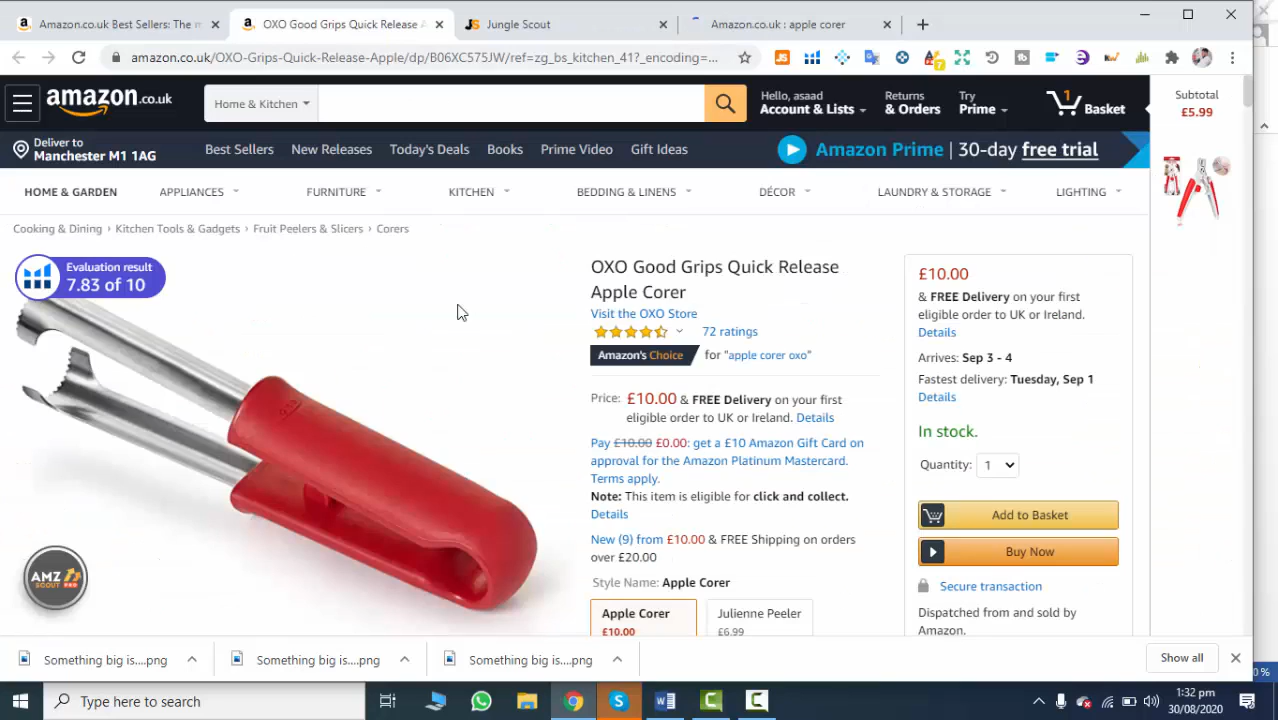 Amazon.co.uk Best Sellers: The m
OXO Good Grips Quick Release A
Jungle Scout
Amazon.co.uk : apple corer
amazon.co.uk/OXO-Grips-Quick-Release-Apple/dp/B06XCS75JW/ref=zg_bs_kitchen_41?_encoding=...
amazon.co.uk
Home & Kitchen
Hello, asaad
Account & Lists
Returns
& Orders
Try
Prime
1
Basket
Subtotal
£5.99
Deliver to
Manchester M1 1AG
Best Sellers
New Releases
Today's Deals
Books
Prime Video
Gift Ideas
Amazon Prime | 30-day free trial
HOME & GARDEN
APPLIANCES
FURNITURE
KITCHEN
BEDDING & LINENS
DÉCOR
LAUNDRY & STORAGE
LIGHTING
Cooking & Dining › Kitchen Tools & Gadgets › Fruit Peelers & Slicers › Corers
Evaluation result
7.83 of 10
OXO Good Grips Quick Release
Apple Corer
Visit the OXO Store
72 ratings
Amazon's Choice for "apple corer oxo"
Price: £10.00 & FREE Delivery on your first
eligible order to UK or Ireland. Details
Pay £10.00 £0.00: get a £10 Amazon Gift Card on
approval for the Amazon Platinum Mastercard.
Terms apply.
Note: This item is eligible for click and collect.
Details
New (9) from £10.00 & FREE Shipping on orders
over £20.00
Style Name: Apple Corer
Apple Corer
£10.00
Julienne Peeler
£6.99
£10.00
& FREE Delivery on your first
eligible order to UK or Ireland.
Details
Arrives: Sep 3 - 4
Fastest delivery: Tuesday, Sep 1
Details
In stock.
Quantity: 1
Add to Basket
Buy Now
Secure transaction
Dispatched from and sold by
Amazon.
AMZ
SCOUT
PRO
Something big is....png
Something big is....png
Something big is....png
Show all
0 %
Type here to search
1:32 pm
30/08/2020